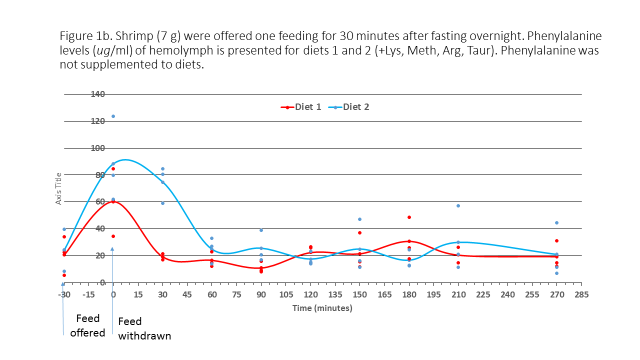 Figure 1b. Shrimp (7 g) were offered one feeding for 30 minutes after fasting overnight. Phenylalanine
levels (ug/ml) of hemolymph is presented for diets 1 and 2 (+Lys, Meth, Arg, Taur). Phenylalanine was
not supplemented to diets.
140
Diet 1 Diet 2
120
100
80
Axis Title
60
40
20
0
-30 -15 0 15 30 45 60 75 90 105 120 135 150 165 180 195 210 225 240 255 270 285
Time (minutes)
Feed
offered
Feed
withdrawn